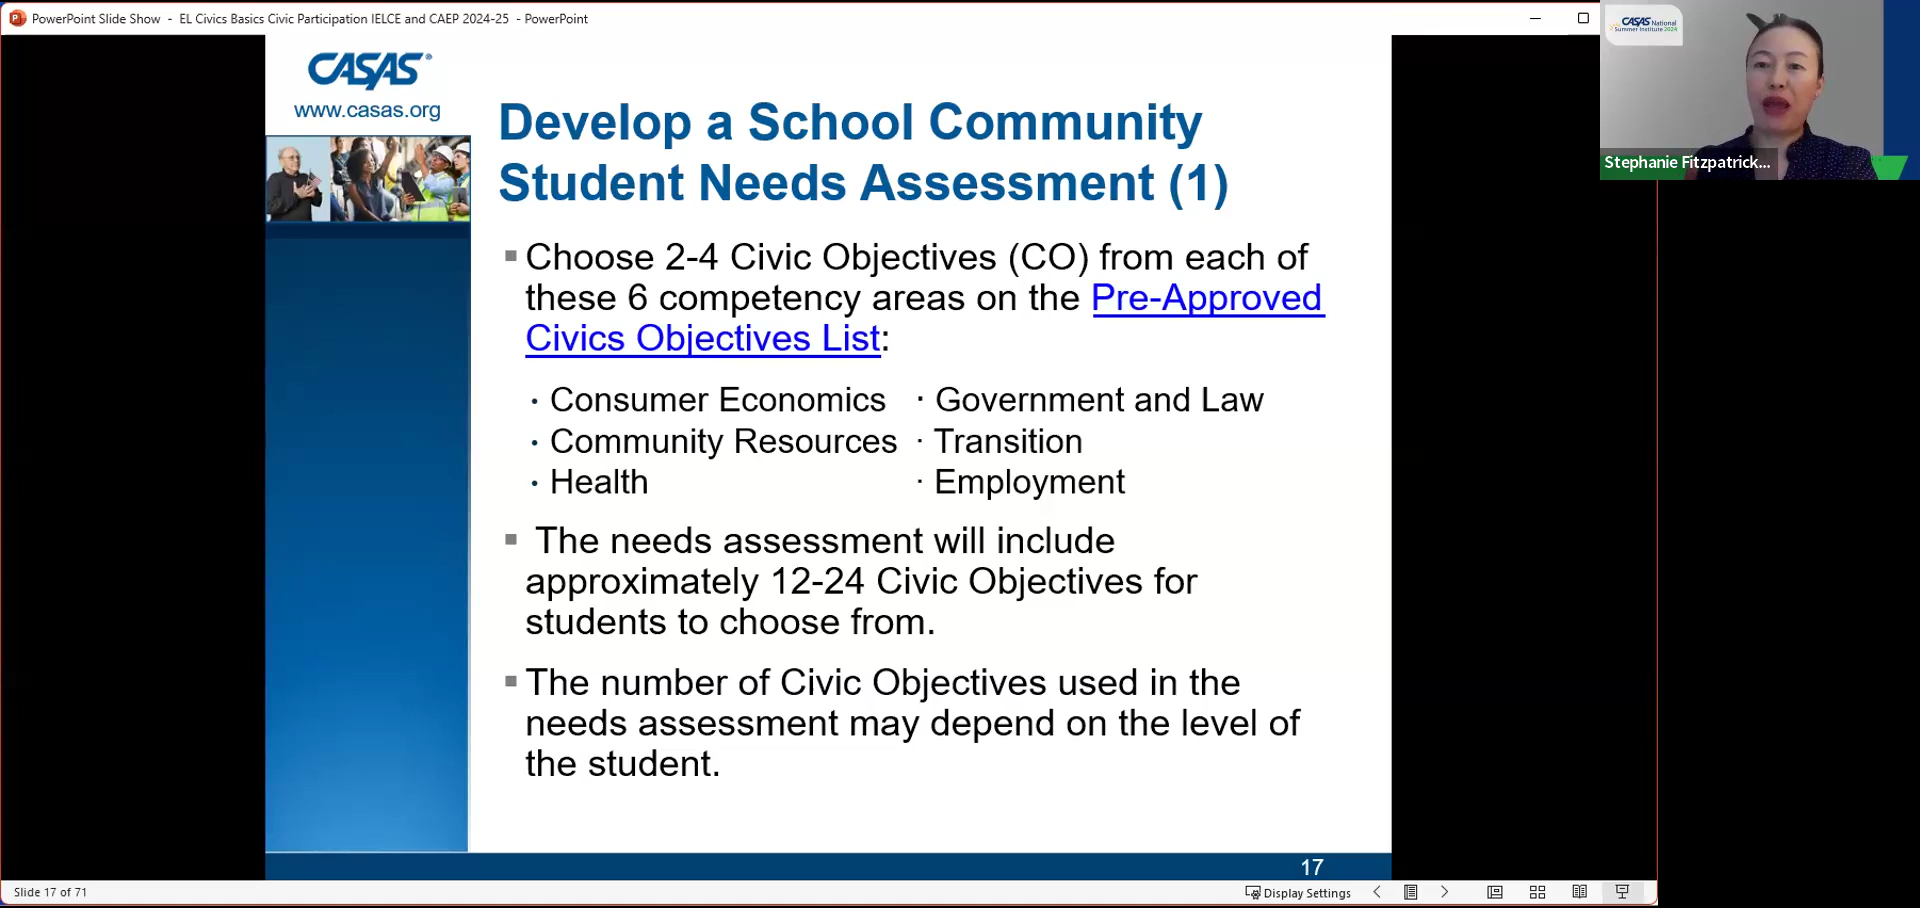 PowerPoint Slide Show - EL Civics Basics Civic Participation IELCE and CAEP 2024-25 - PowerPoint
CASAS National
Summer Institute 2024
Stephanie Fitzpatrick...
CASAS®
www.casas.org
Develop a School Community
Student Needs Assessment (1)
▪ Choose 2-4 Civic Objectives (CO) from each of
these 6 competency areas on the Pre-Approved
Civics Objectives List:
• Consumer Economics · Government and Law
• Community Resources · Transition
• Health · Employment
▪ The needs assessment will include
approximately 12-24 Civic Objectives for
students to choose from.
▪ The number of Civic Objectives used in the
needs assessment may depend on the level of
the student.
17
Slide 17 of 71
Display Settings